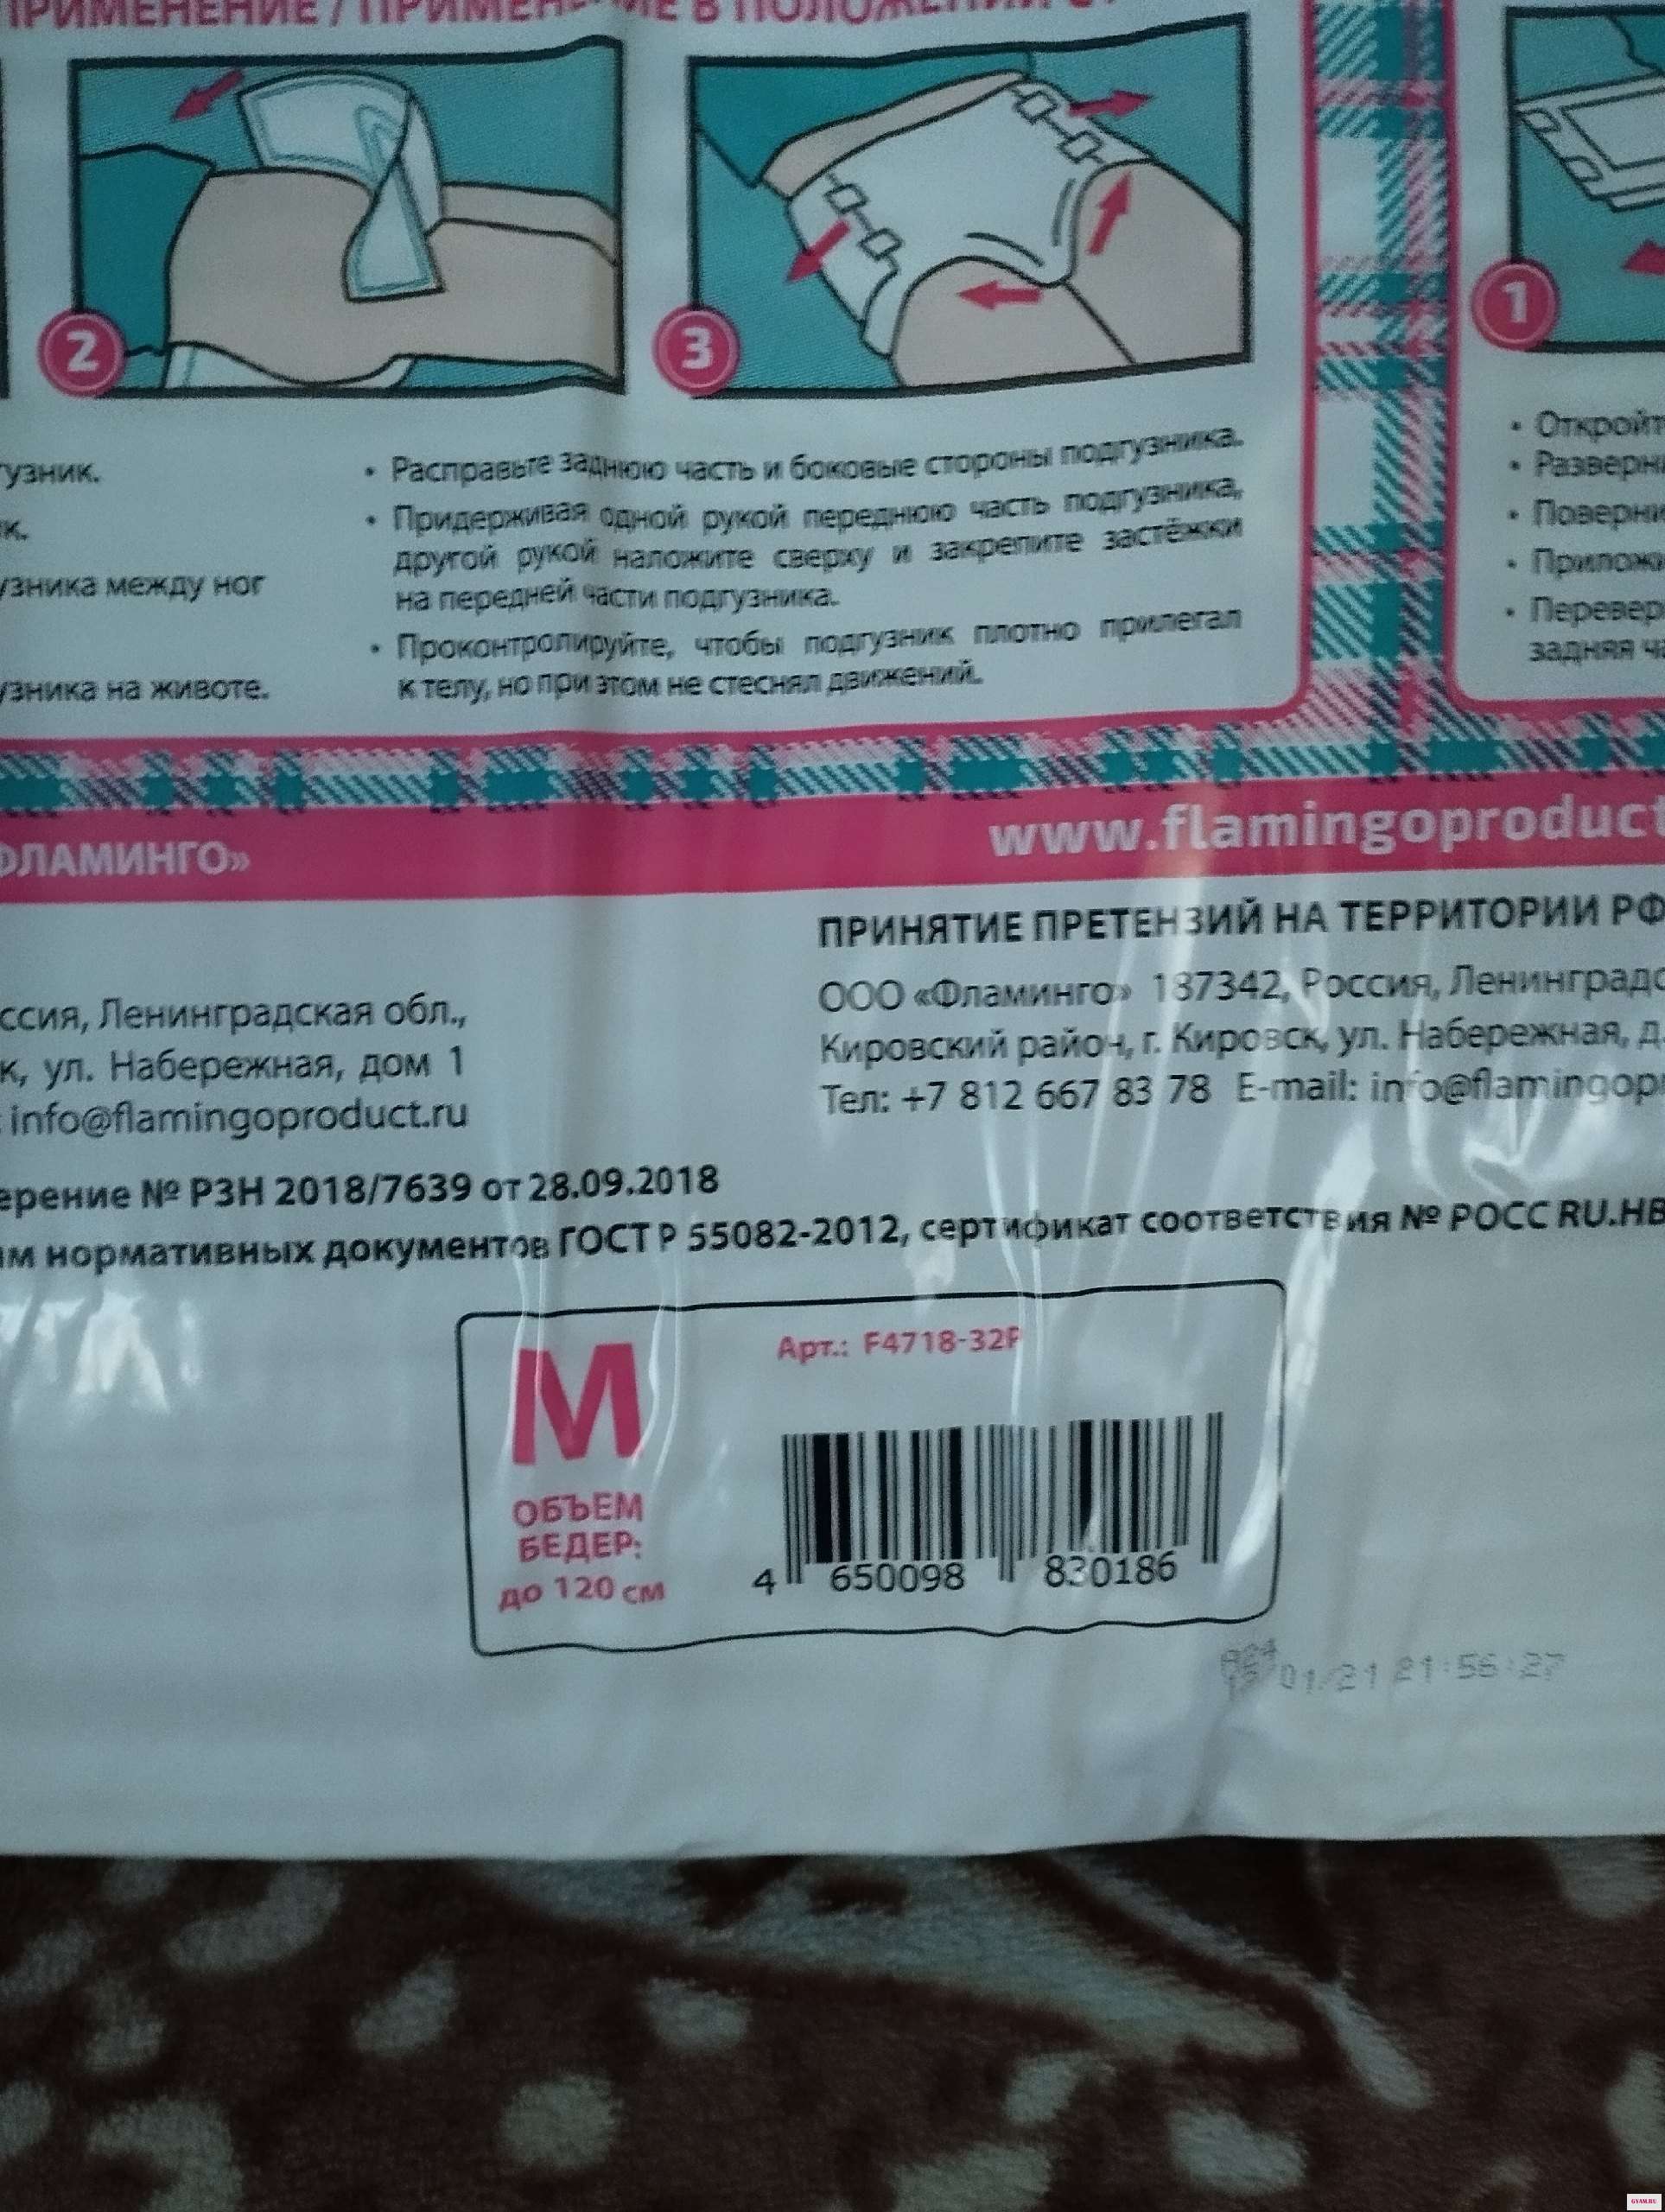 ПРИМЕНЕНИЕ / ПРИМЕНЕНИЕ В ПОЛОЖЕНИИ
2
3
1
узник.
к.
узника между ног
узника на животе.
• Расправьте заднюю часть и боковые стороны подгузника.
• Придерживая одной рукой переднюю часть подгузника,
другой рукой наложите сверху и закрепите застёжки
на передней части подгузника.
• Проконтролируйте, чтобы подгузник плотно прилегал
к телу, но при этом не стеснял движений.
• Откройт
• Разверн
• Поверни
• Прилож
• Перевер
задняя ч
ФЛАМИНГО»
www.flamingoproduct
ссия, Ленинградская обл.,
к, ул. Набережная, дом 1
: info@flamingoproduct.ru
ПРИНЯТИЕ ПРЕТЕНЗИЙ НА ТЕРРИТОРИИ РФ
ООО «Фламинго» 187342, Россия, Ленинград
Кировский район, г. Кировск, ул. Набережная, д.
Тел: +7 812 667 83 78 E-mail: info@flamingop
ерение № РЗН 2018/7639 от 28.09.2018
м нормативных документов ГОСТ Р 55082-2012, сертификат соответствия № РОСС RU.НВ
M
ОБЪЕМ
БЕДЕР:
до 120 см
Арт.: F4718-32P
4 650098 830186
01/21 21:56:27
GYAM.RU